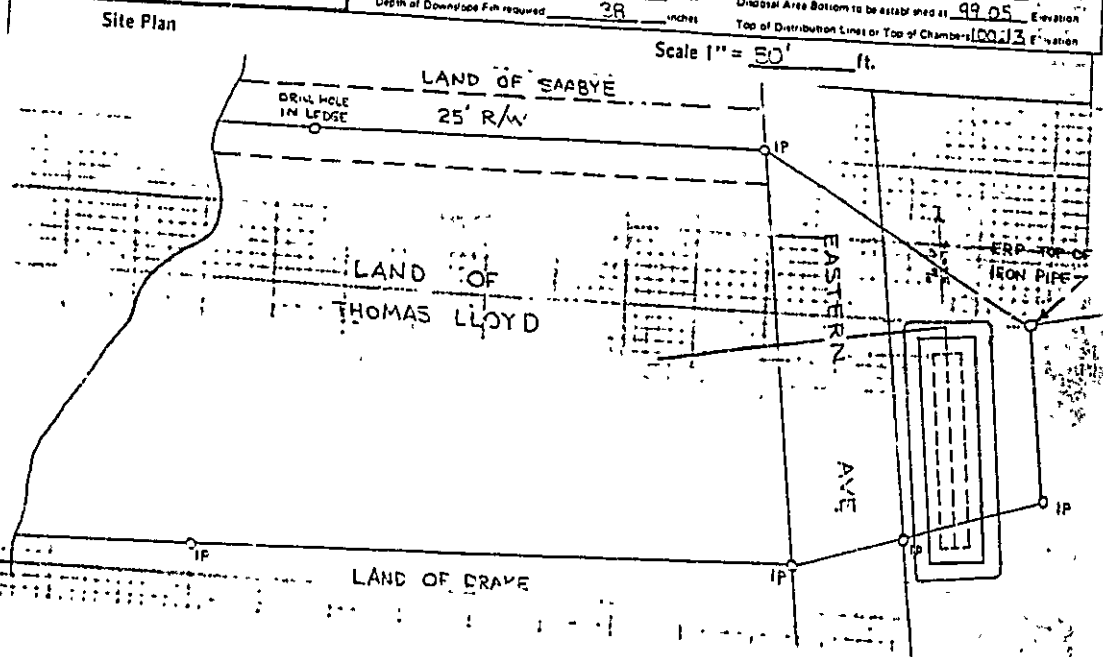 Depth of Downslope Fill required 38 inches
Disposal Area Bottom to be established at 99.05 Elevation
Top of Distribution Lines or Top of Chambers 100.13 Elevation
Site Plan
Scale 1" = 50' ft.
LAND OF SAABYE
DRILL HOLE
IN LEDGE
25' R/W
IP
ERP TOP OF
IRON PIPE
LAND OF
THOMAS LLOYD
EASTERN
AVE
IP
IP
IP
IP
LAND OF DRAKE